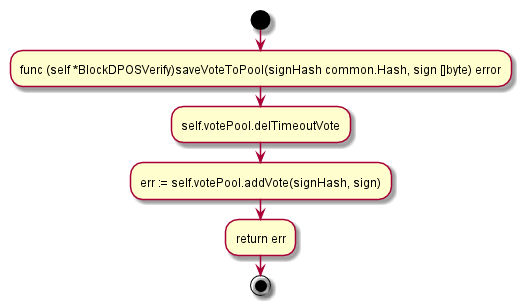 func (self *BlockDPOSVerify)saveVoteToPool(signHash common.Hash, sign []byte) error
self.votePool.delTimeoutVote
err := self.votePool.addVote(signHash, sign)
return err